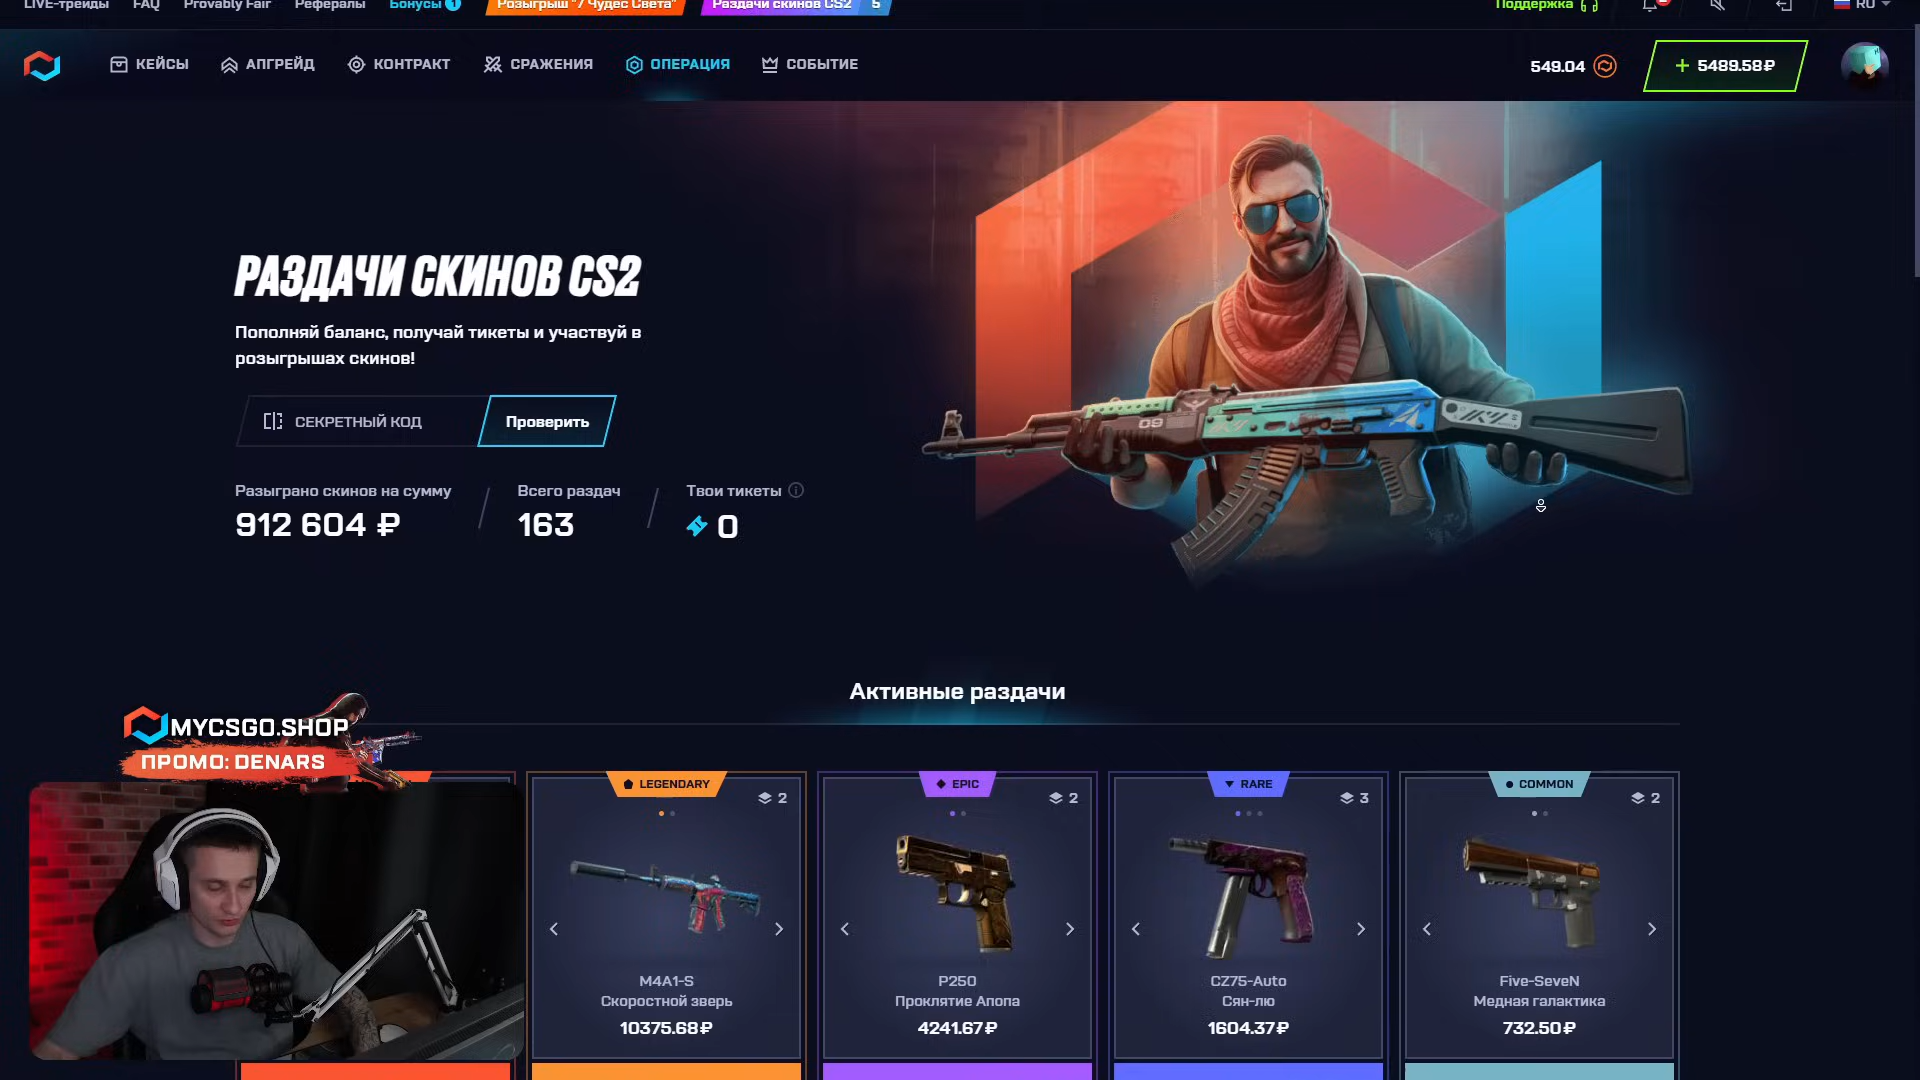 LIVE-трейды FAQ Provably Fair Рефералы Бонусы 1 Розыгрыш "7 Чудес Света" Раздачи скинов CS2 5 Поддержка RU
КЕЙСЫ АПГРЕЙД КОНТРАКТ СРАЖЕНИЯ ОПЕРАЦИЯ СОБЫТИЕ 549.04 + 5489.58₽
РАЗДАЧИ СКИНОВ CS2
Пополняй баланс, получай тикеты и участвуй в
розыгрышах скинов!
СЕКРЕТНЫЙ КОД Проверить
09
Разыграно скинов на сумму Всего раздач Твои тикеты
912 604 ₽ 163 0
Активные раздачи
MYCSGO.SHOP
ПРОМО: DENARS
LEGENDARY 2
M4A1-S
Скоростной зверь
10375.68₽
EPIC 2
P250
Проклятие Апопа
4241.67₽
RARE 3
CZ75-Auto
Сян-лю
1604.37₽
COMMON 2
Five-SeveN
Медная галактика
732.50₽